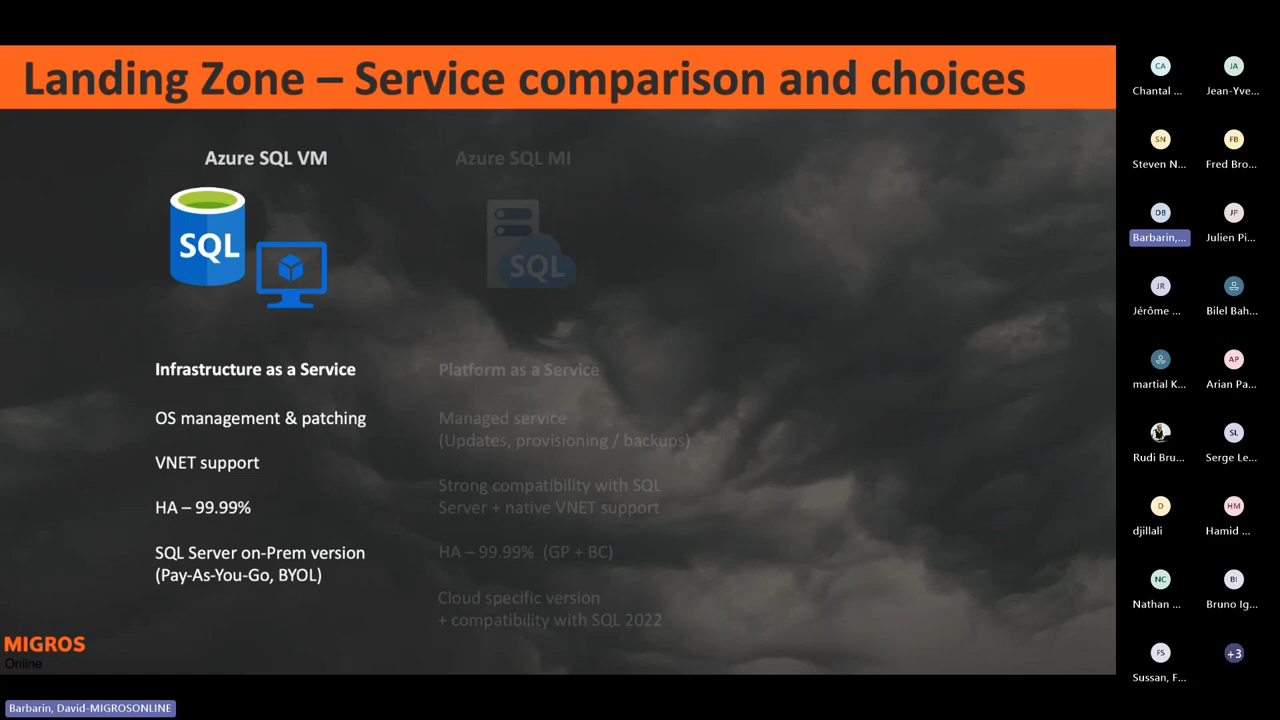 Landing Zone – Service comparison and choices
Azure SQL VM
Azure SQL MI
SQL
SQL
Infrastructure as a Service
OS management & patching
VNET support
HA – 99.99%
SQL Server on-Prem version
(Pay-As-You-Go, BYOL)
Platform as a Service
Managed service
(Updates, provisioning / backups)
Strong compatibility with SQL
Server + native VNET support
HA – 99.99% (GP + BC)
Cloud specific version
+ compatibility with SQL 2022
MIGROS
Online
Barbarin, David-MIGROSONLINE
CA
Chantal ...
JA
Jean-Yve...
SN
Steven N...
FB
Fred Bro...
DB
Barbarin,...
JP
Julien Pi...
JR
Jérôme ...
Bilel Bah...
martial K...
AP
Arian Pa...
Rudi Bru...
SL
Serge Le...
D
djillali
HM
Hamid ...
NC
Nathan ...
BI
Bruno Ig...
FS
Sussan, F...
+3